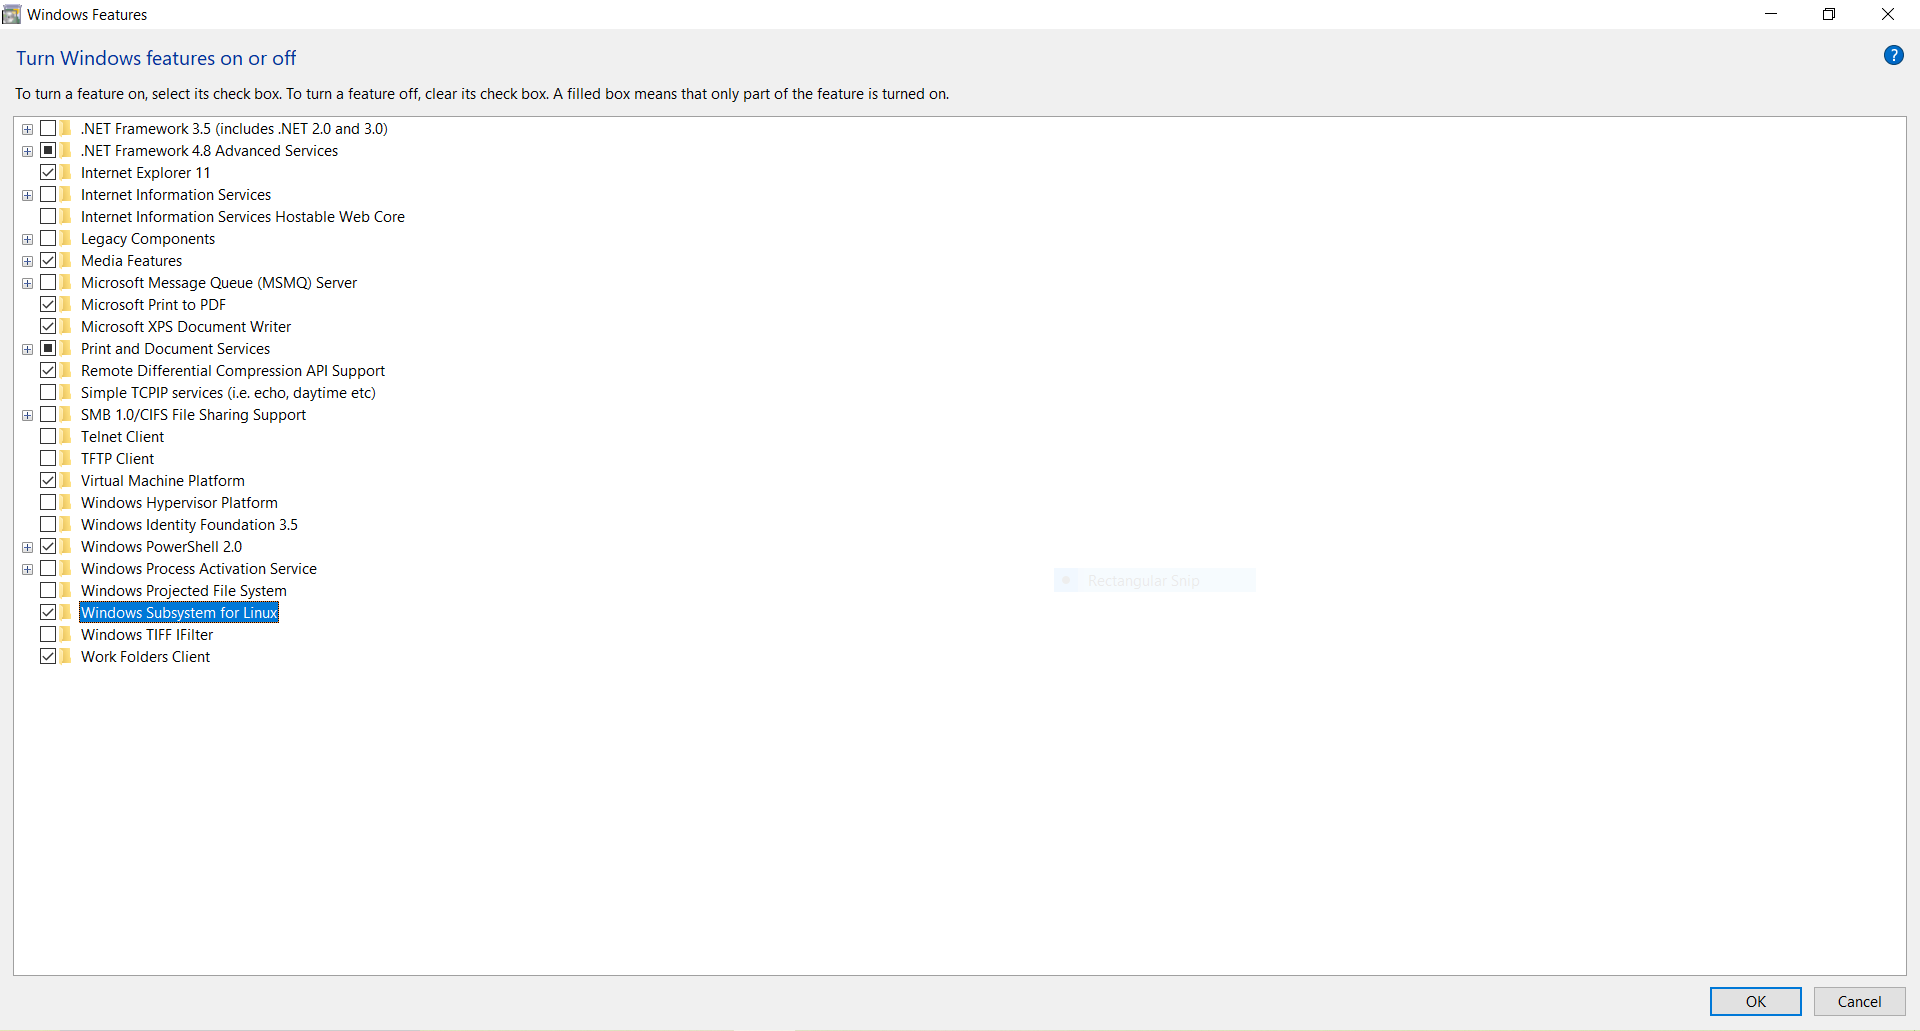 Windows Features
Turn Windows features on or off
?
To turn a feature on, select its check box. To turn a feature off, clear its check box. A filled box means that only part of the feature is turned on.
.NET Framework 3.5 (includes .NET 2.0 and 3.0)
.NET Framework 4.8 Advanced Services
Internet Explorer 11
Internet Information Services
Internet Information Services Hostable Web Core
Legacy Components
Media Features
Microsoft Message Queue (MSMQ) Server
Microsoft Print to PDF
Microsoft XPS Document Writer
Print and Document Services
Remote Differential Compression API Support
Simple TCPIP services (i.e. echo, daytime etc)
SMB 1.0/CIFS File Sharing Support
Telnet Client
TFTP Client
Virtual Machine Platform
Windows Hypervisor Platform
Windows Identity Foundation 3.5
Windows PowerShell 2.0
Windows Process Activation Service
Rectangular Snip
Windows Projected File System
Windows Subsystem for Linux
Windows TIFF IFilter
Work Folders Client
OK
Cancel